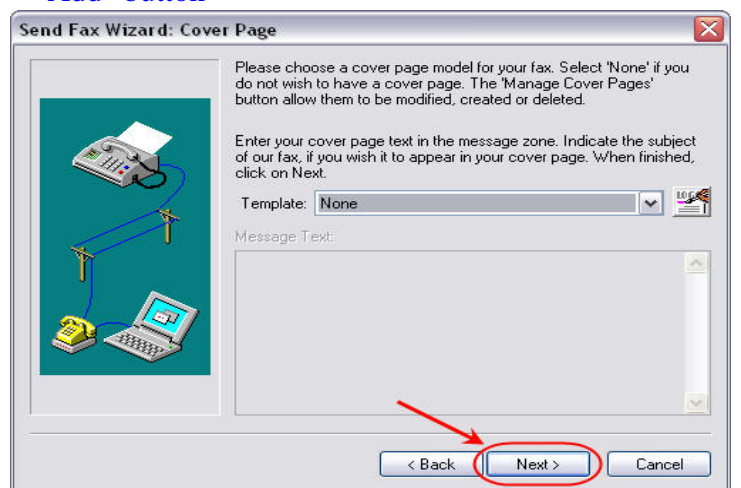 "Add" button
Send Fax Wizard: Cover Page
Please choose a cover page model for your fax. Select 'None' if you
do not wish to have a cover page. The 'Manage Cover Pages'
button allow them to be modified, created or deleted.
Enter your cover page text in the message zone. Indicate the subject
of our fax, if you wish it to appear in your cover page. When finished,
click on Next.
Template: None
Message Text:
< Back Next > Cancel